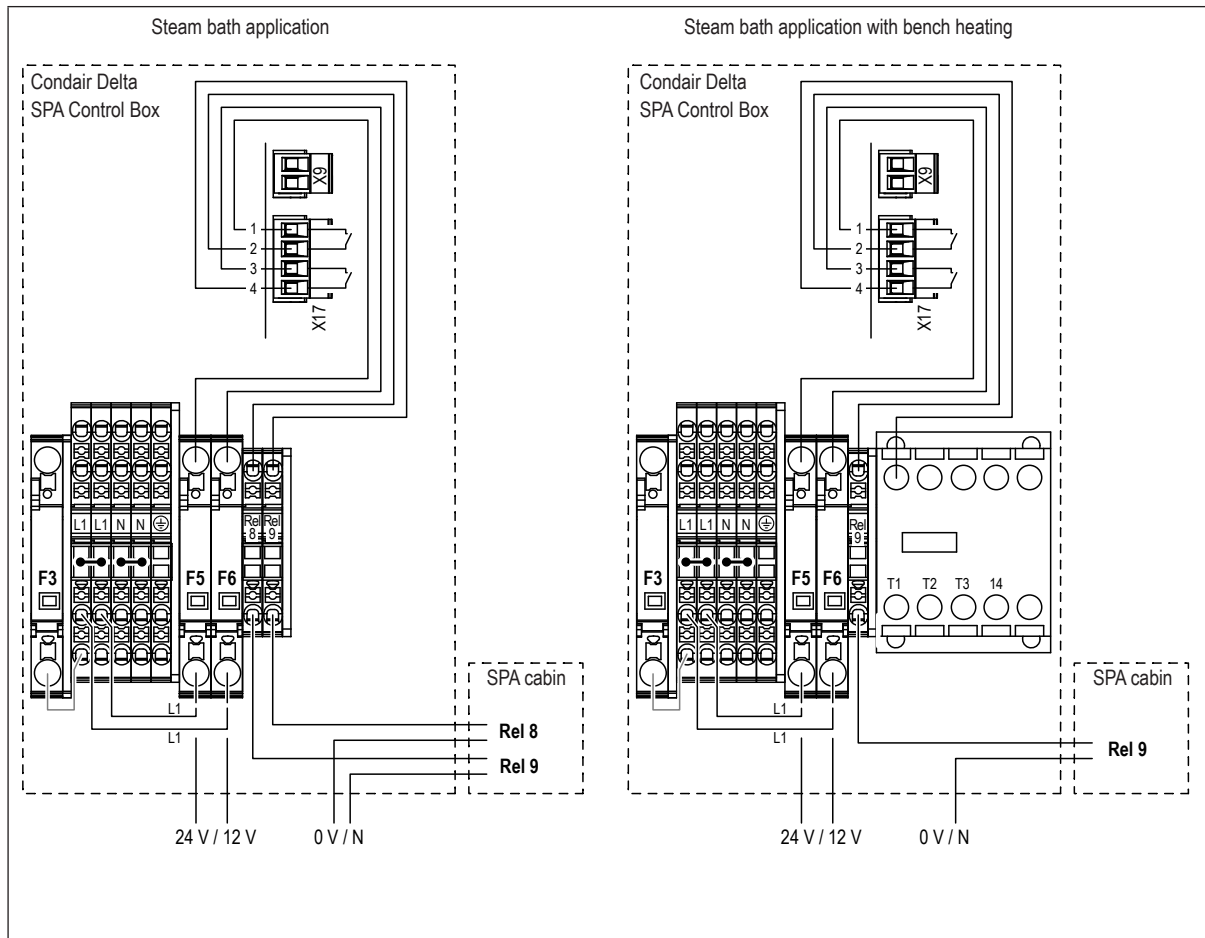 Steam bath application
Condair Delta
SPA Control Box
X9
1
2
3
4
X17
L1 L1 N N Rel 8 Rel 9
F3 F5 F6
L1
L1
SPA cabin
Rel 8
Rel 9
24 V / 12 V 0 V / N
Steam bath application with bench heating
Condair Delta
SPA Control Box
X9
1
2
3
4
X17
L1 L1 N N Rel 9
F3 F5 F6 T1 T2 T3 14
L1
L1
SPA cabin
Rel 9
24 V / 12 V 0 V / N